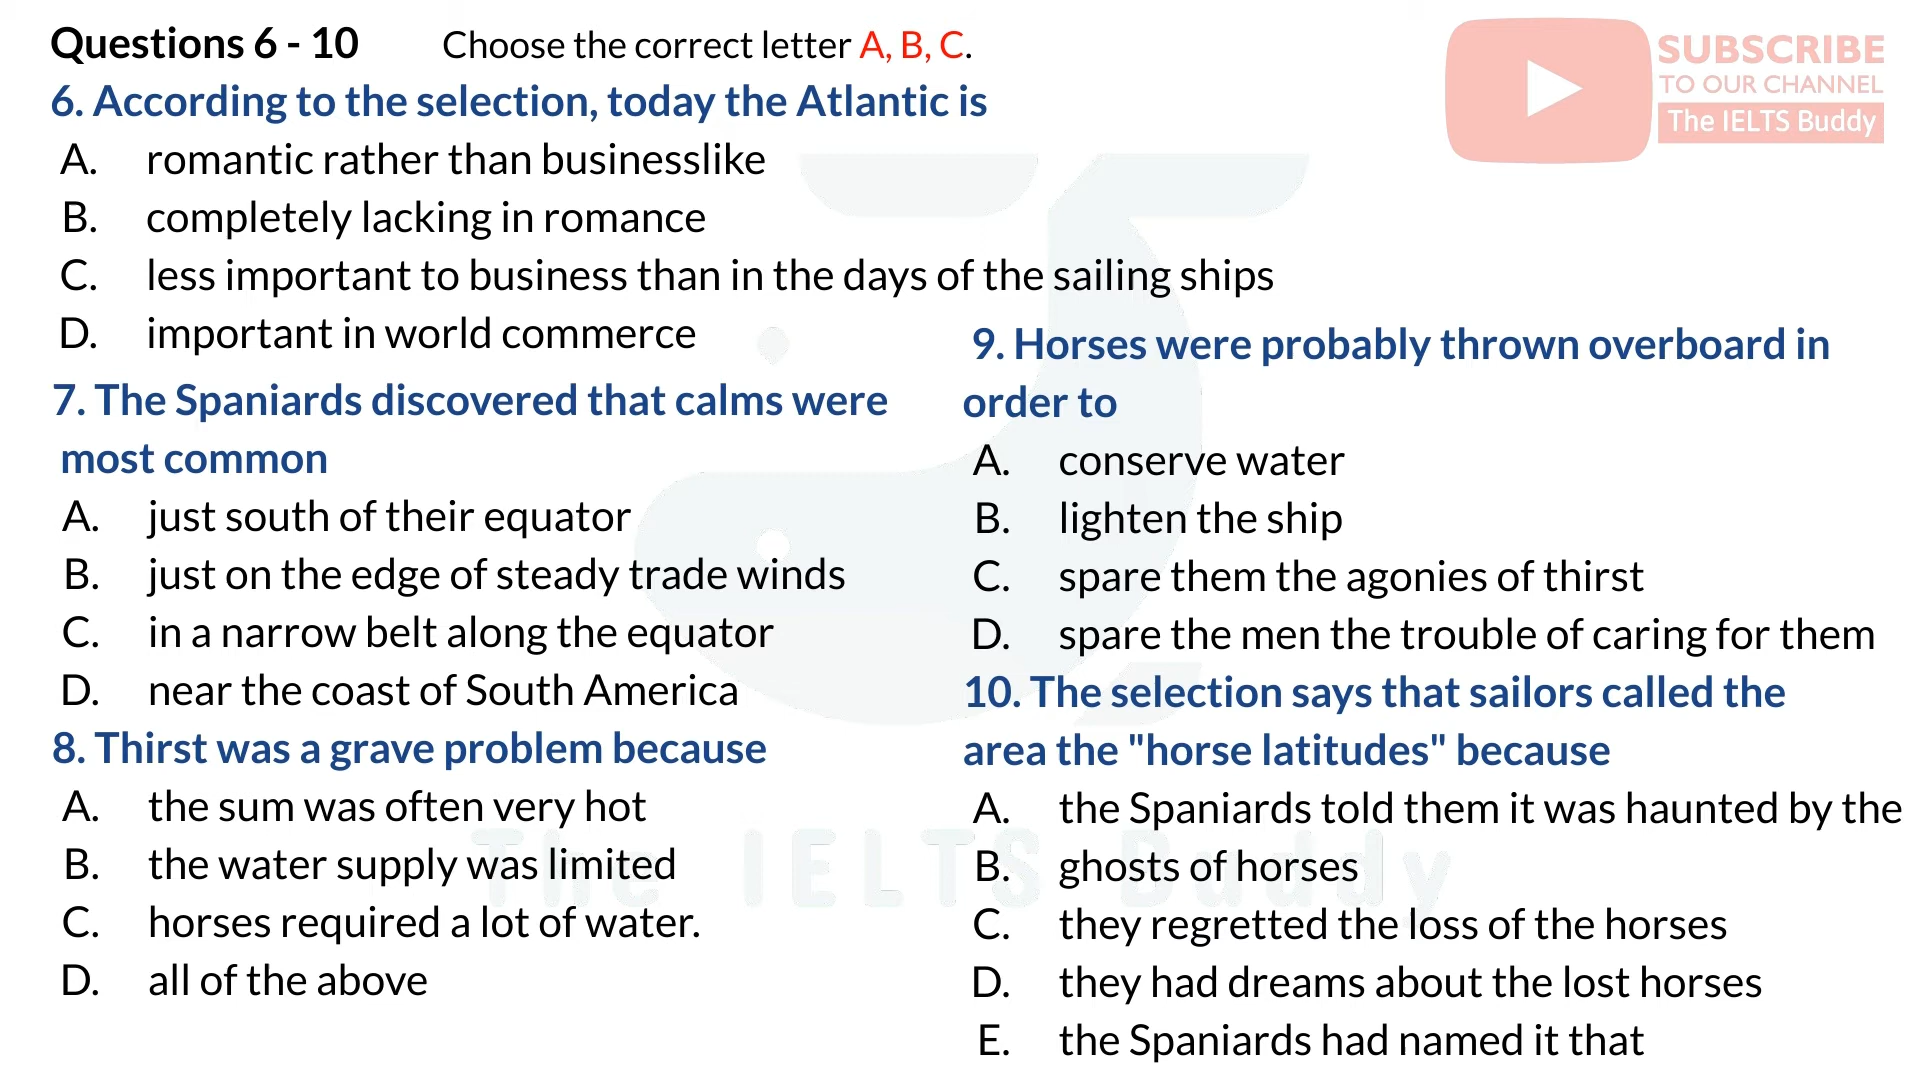 Questions 6 - 10 Choose the correct letter A, B, C.
SUBSCRIBE
TO OUR CHANNEL
The IELTS Buddy
6. According to the selection, today the Atlantic is
A. romantic rather than businesslike
B. completely lacking in romance
C. less important to business than in the days of the sailing ships
D. important in world commerce
7. The Spaniards discovered that calms were
most common
A. just south of their equator
B. just on the edge of steady trade winds
C. in a narrow belt along the equator
D. near the coast of South America
8. Thirst was a grave problem because
A. the sum was often very hot
B. the water supply was limited
C. horses required a lot of water.
D. all of the above
9. Horses were probably thrown overboard in
order to
A. conserve water
B. lighten the ship
C. spare them the agonies of thirst
D. spare the men the trouble of caring for them
10. The selection says that sailors called the
area the "horse latitudes" because
A. the Spaniards told them it was haunted by the
B. ghosts of horses
C. they regretted the loss of the horses
D. they had dreams about the lost horses
E. the Spaniards had named it that
The IELTS Buddy